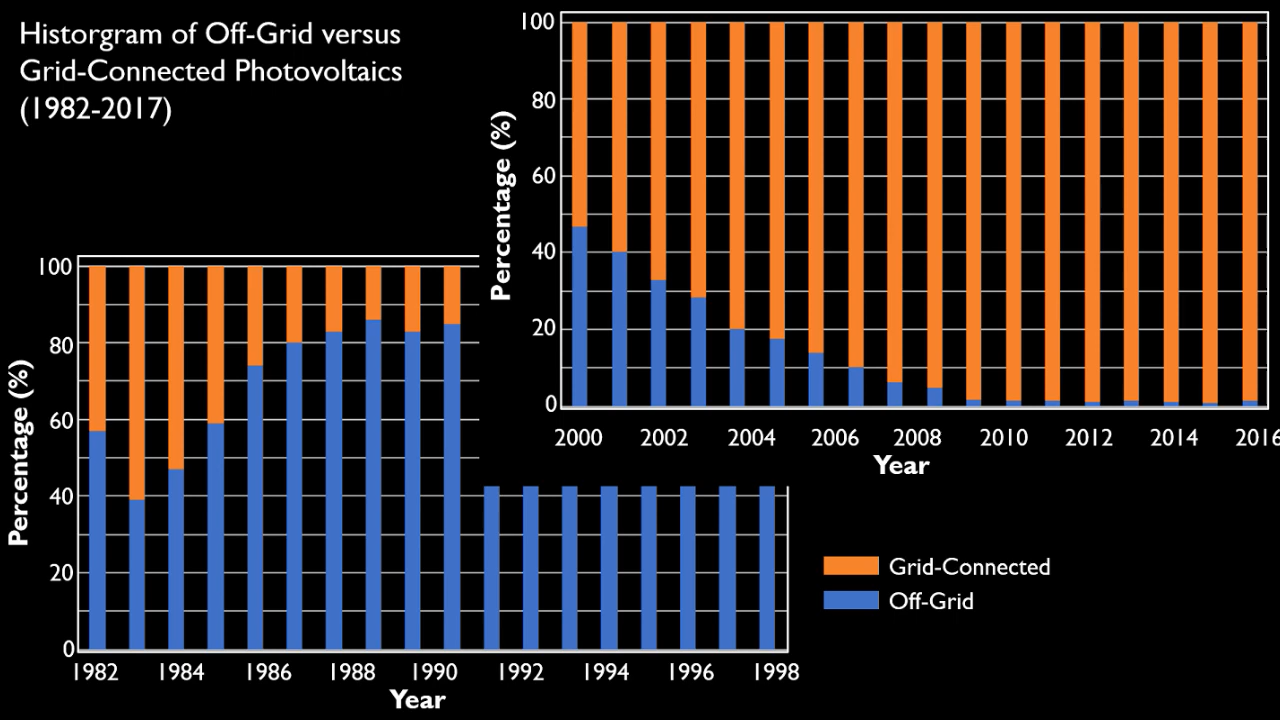 Historgram of Off-Grid versus
Grid-Connected Photovoltaics
(1982-2017)
100
80
60
40
20
0
Percentage (%)
2000 2002 2004 2006 2008 2010 2012 2014 2016
Year
100
80
60
40
20
0
Percentage (%)
1982 1984 1986 1988 1990 1992 1994 1996 1998
Year
Grid-Connected
Off-Grid